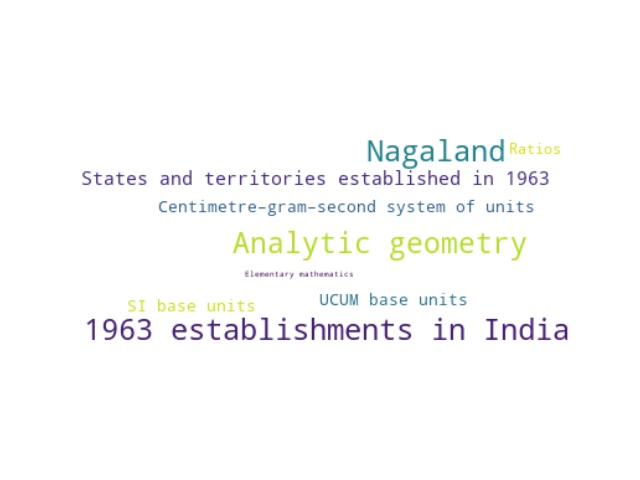 Nagaland Ratios
States and territories established in 1963
Centimetre–gram–second system of units
Analytic geometry
Elementary mathematics
UCUM base units
SI base units
1963 establishments in India